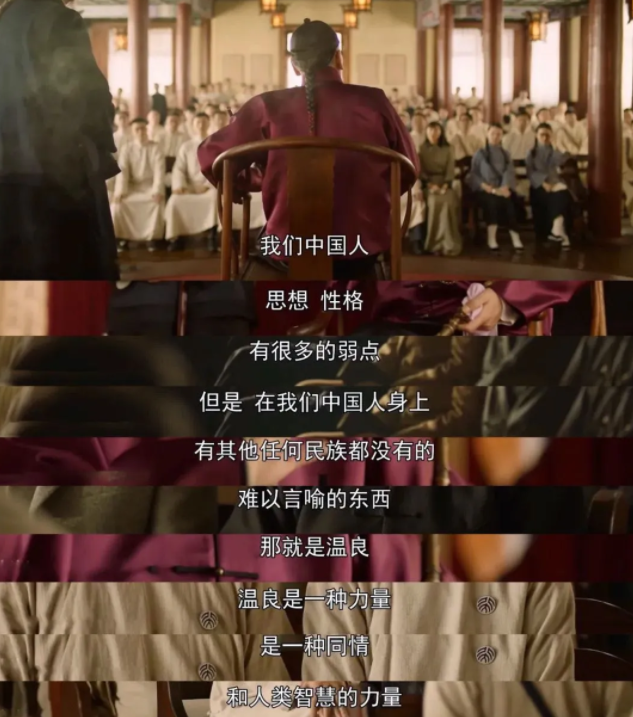 我们中国人
思想 性格
有很多的弱点
但是 在我们中国人身上
有其他任何民族都没有的
难以言喻的东西
那就是温良
温良是一种力量
是一种同情
和人类智慧的力量